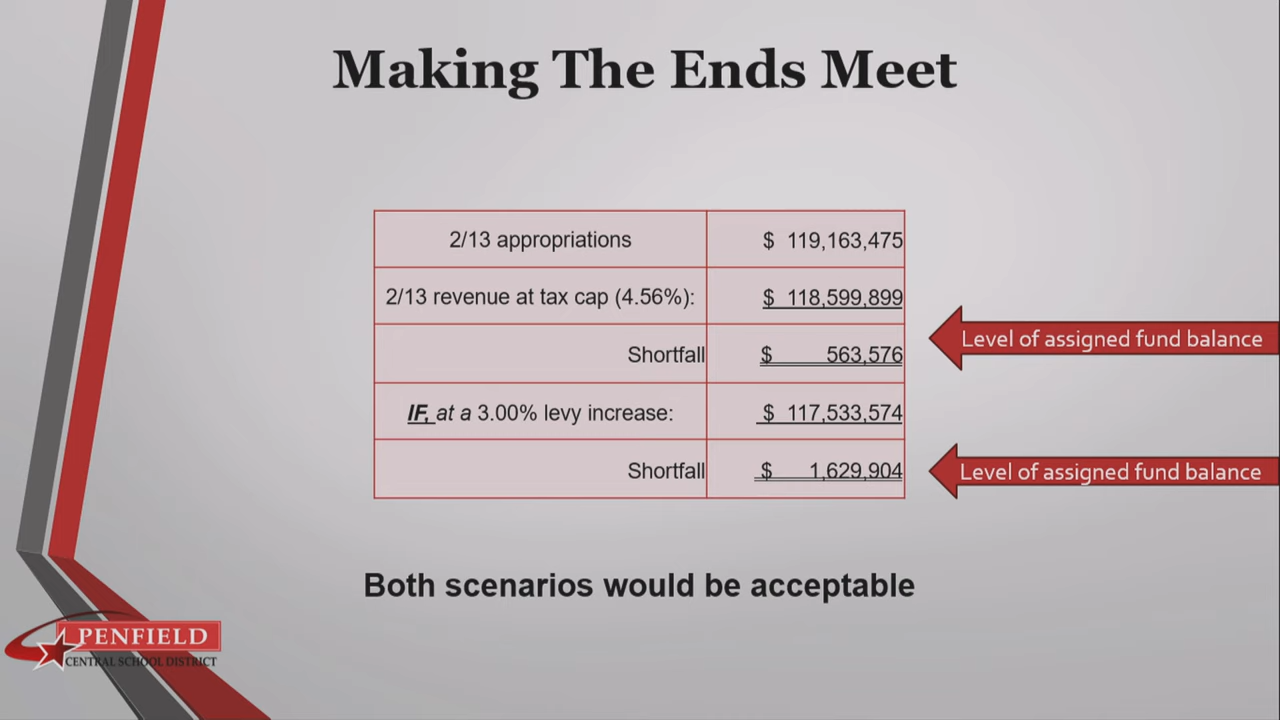 Making The Ends Meet
2/13 appropriations $ 119,163,475
2/13 revenue at tax cap (4.56%): $ 118,599,899
Level of assigned fund balance
Shortfall $ 563,576
IF, at a 3.00% levy increase: $ 117,533,574
Shortfall $ 1,629,904
Level of assigned fund balance
Both scenarios would be acceptable
PENFIELD
CENTRAL SCHOOL DISTRICT